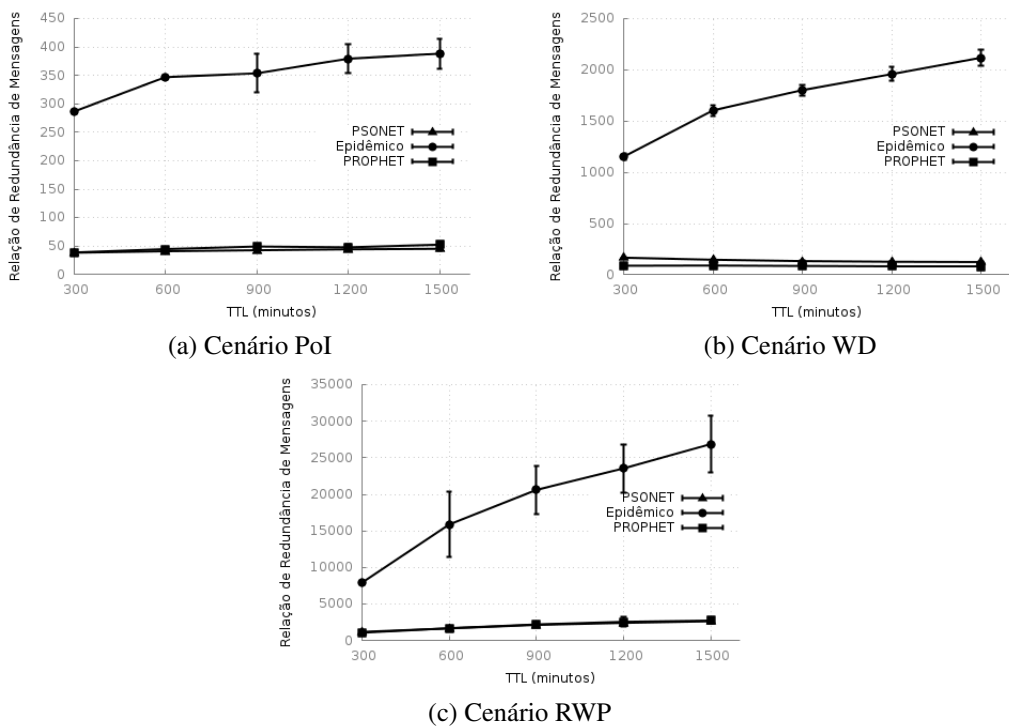 Relação de Redundância de Mensagens
450
400
350
300
250
200
150
100
50
0
PSONET
Epidêmico
PROPHET
300 600 900 1200 1500
TTL (minutos)
(a) Cenário PoI
Relação de Redundância de Mensagens
2500
2000
1500
1000
500
0
PSONET
Epidêmico
PROPHET
300 600 900 1200 1500
TTL (minutos)
(b) Cenário WD
Relação de Redundância de Mensagens
35000
30000
25000
20000
15000
10000
5000
0
PSONET
Epidêmico
PROPHET
300 600 900 1200 1500
TTL (minutos)
(c) Cenário RWP